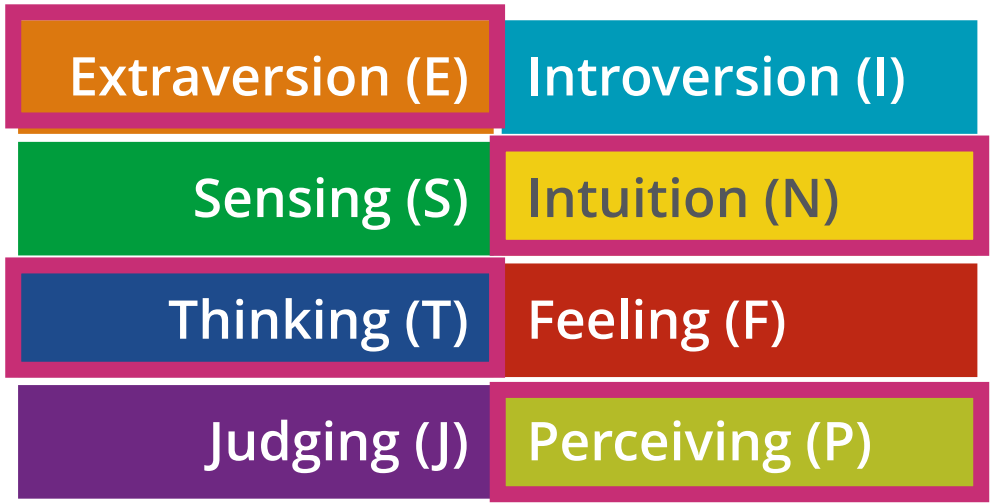 Extraversion (E) Introversion (I)
Sensing (S) Intuition (N)
Thinking (T) Feeling (F)
Judging (J) Perceiving (P)